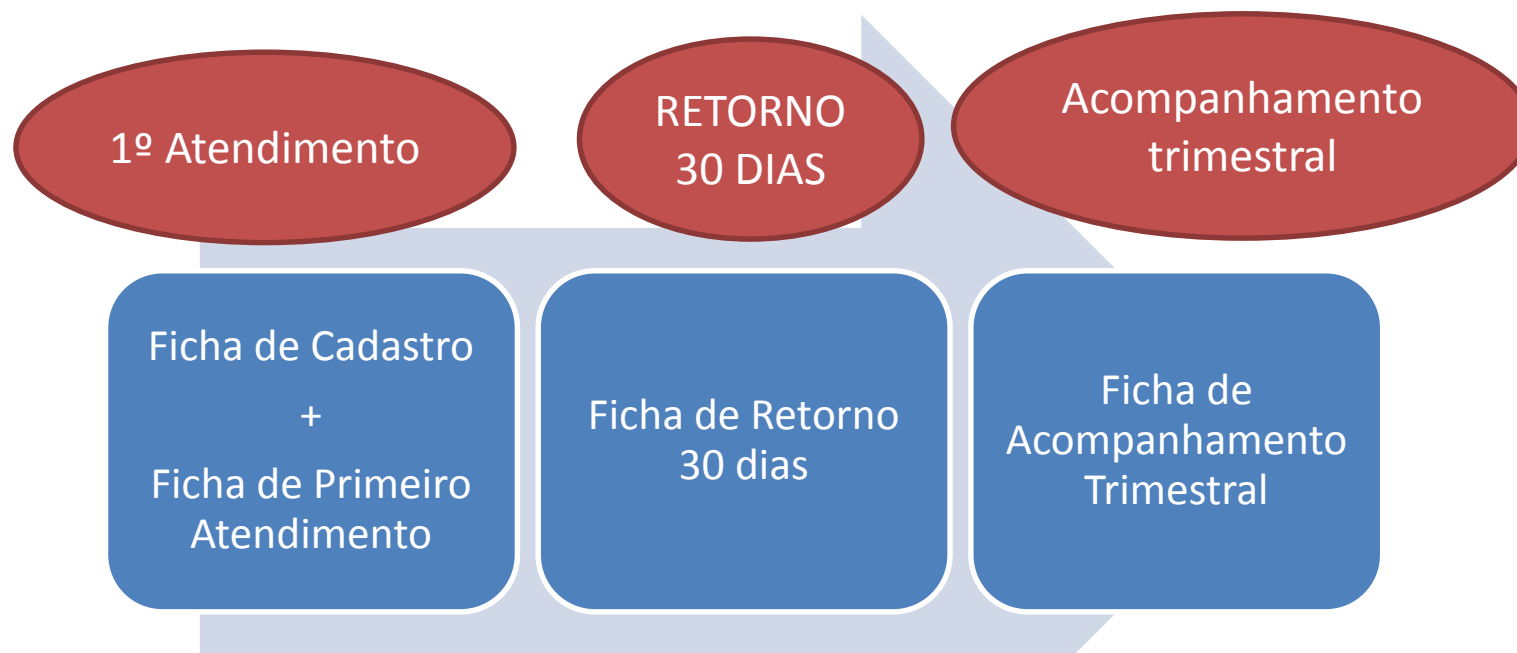 1º Atendimento
RETORNO
30 DIAS
Acompanhamento
trimestral
Ficha de Cadastro
+
Ficha de Primeiro
Atendimento
Ficha de Retorno
30 dias
Ficha de
Acompanhamento
Trimestral